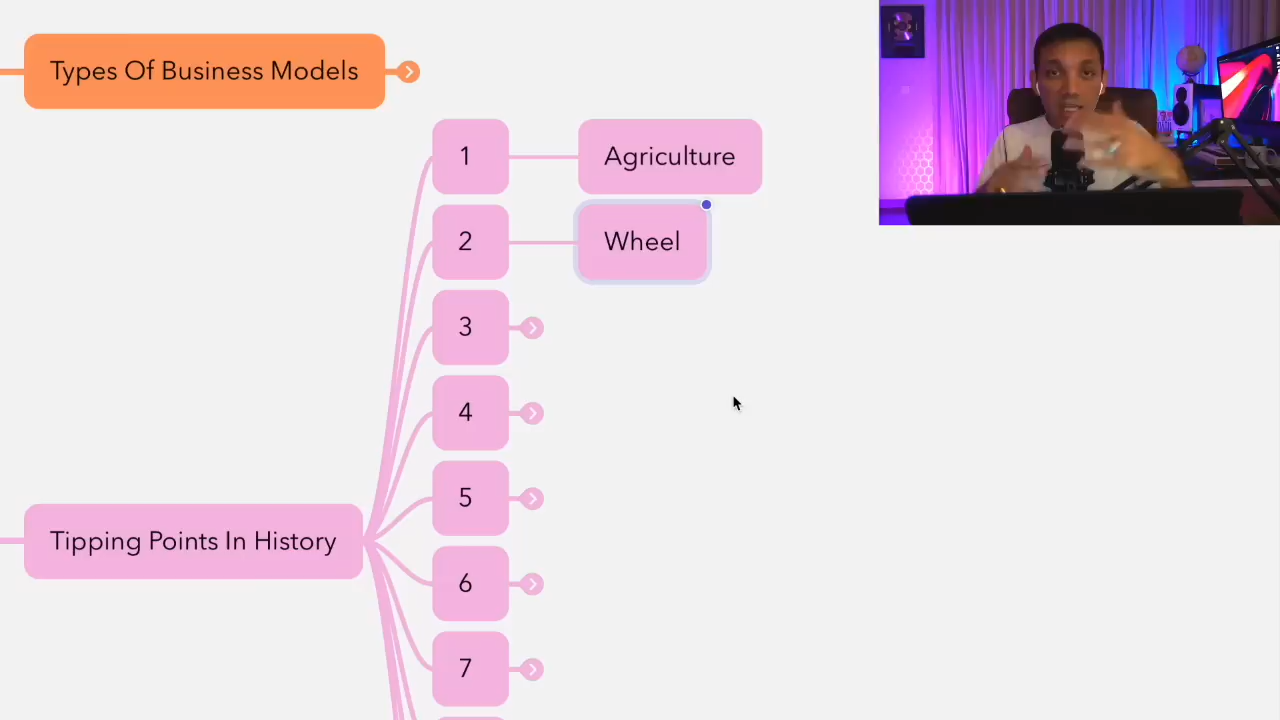 Types Of Business Models
1
Agriculture
2
Wheel
3
4
5
6
7
Tipping Points In History